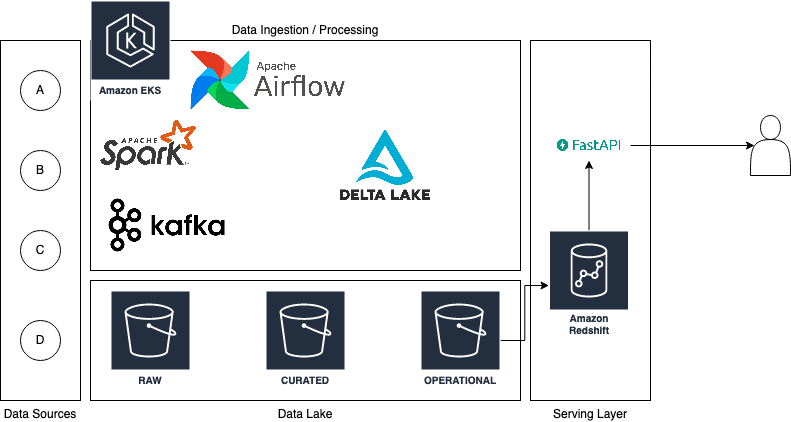 Data Ingestion / Processing
K
Amazon EKS
Apache
Airflow
A
APACHE
Spark
B
DELTA LAKE
FastAPI
kafka
C
D
RAW
CURATED
OPERATIONAL
Amazon
Redshift
Data Sources
Data Lake
Serving Layer